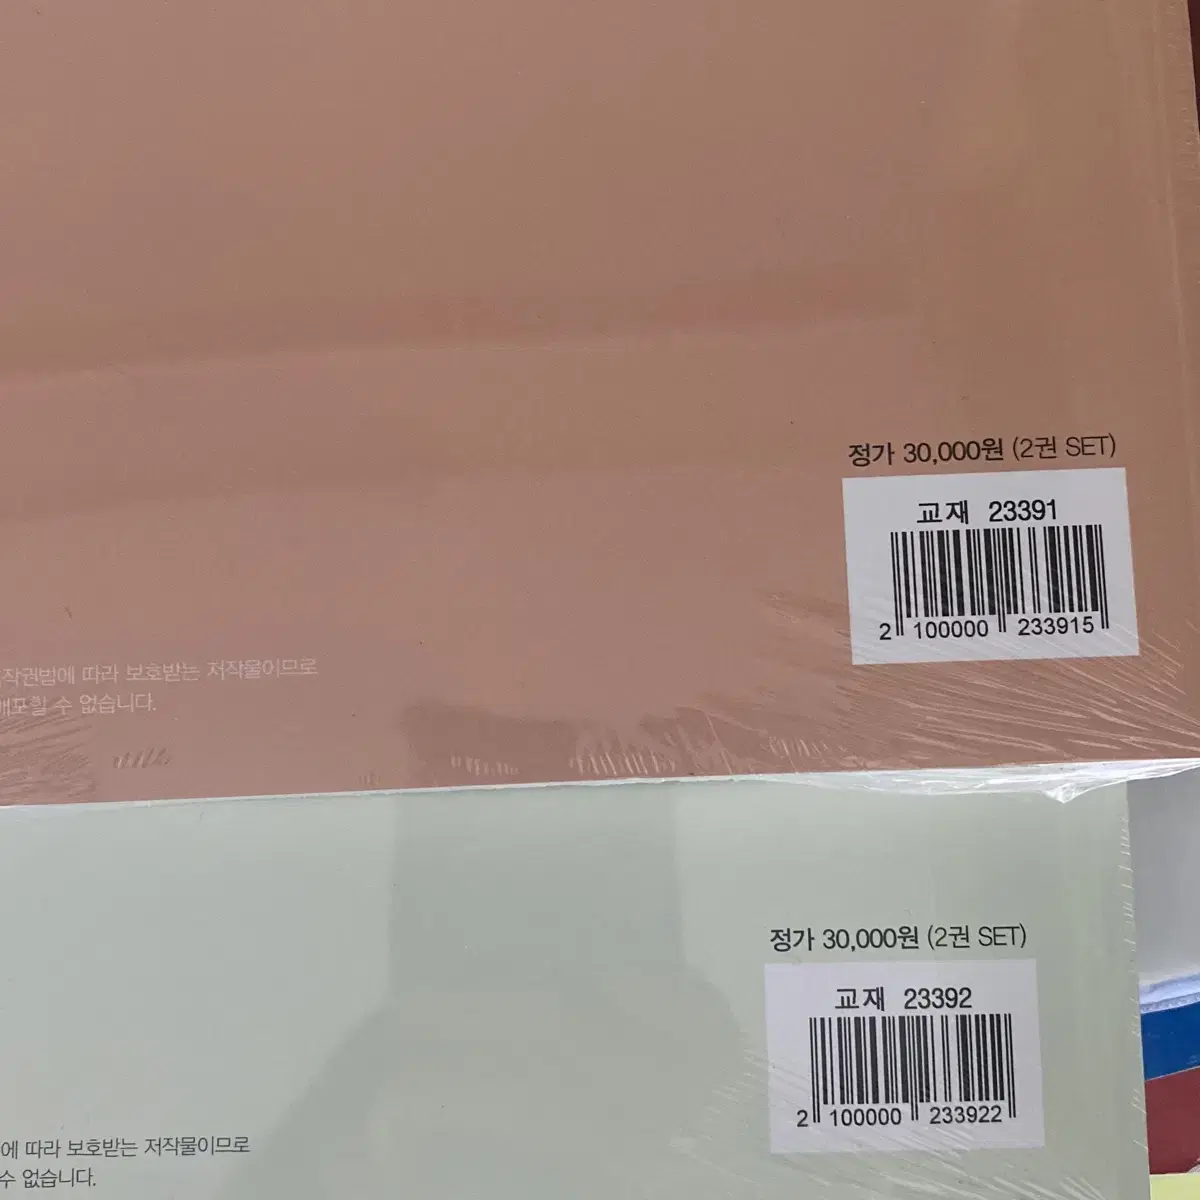 정가 30,000원 (2권 SET)
교재 23391
2 100000 233915
작권법에 따라 보호받는 저작물이므로
배포할 수 없습니다.
정가 30,000원 (2권 SET)
교재 23392
2 100000 233922
에 따라 보호받는 저작물이므로
수 없습니다.